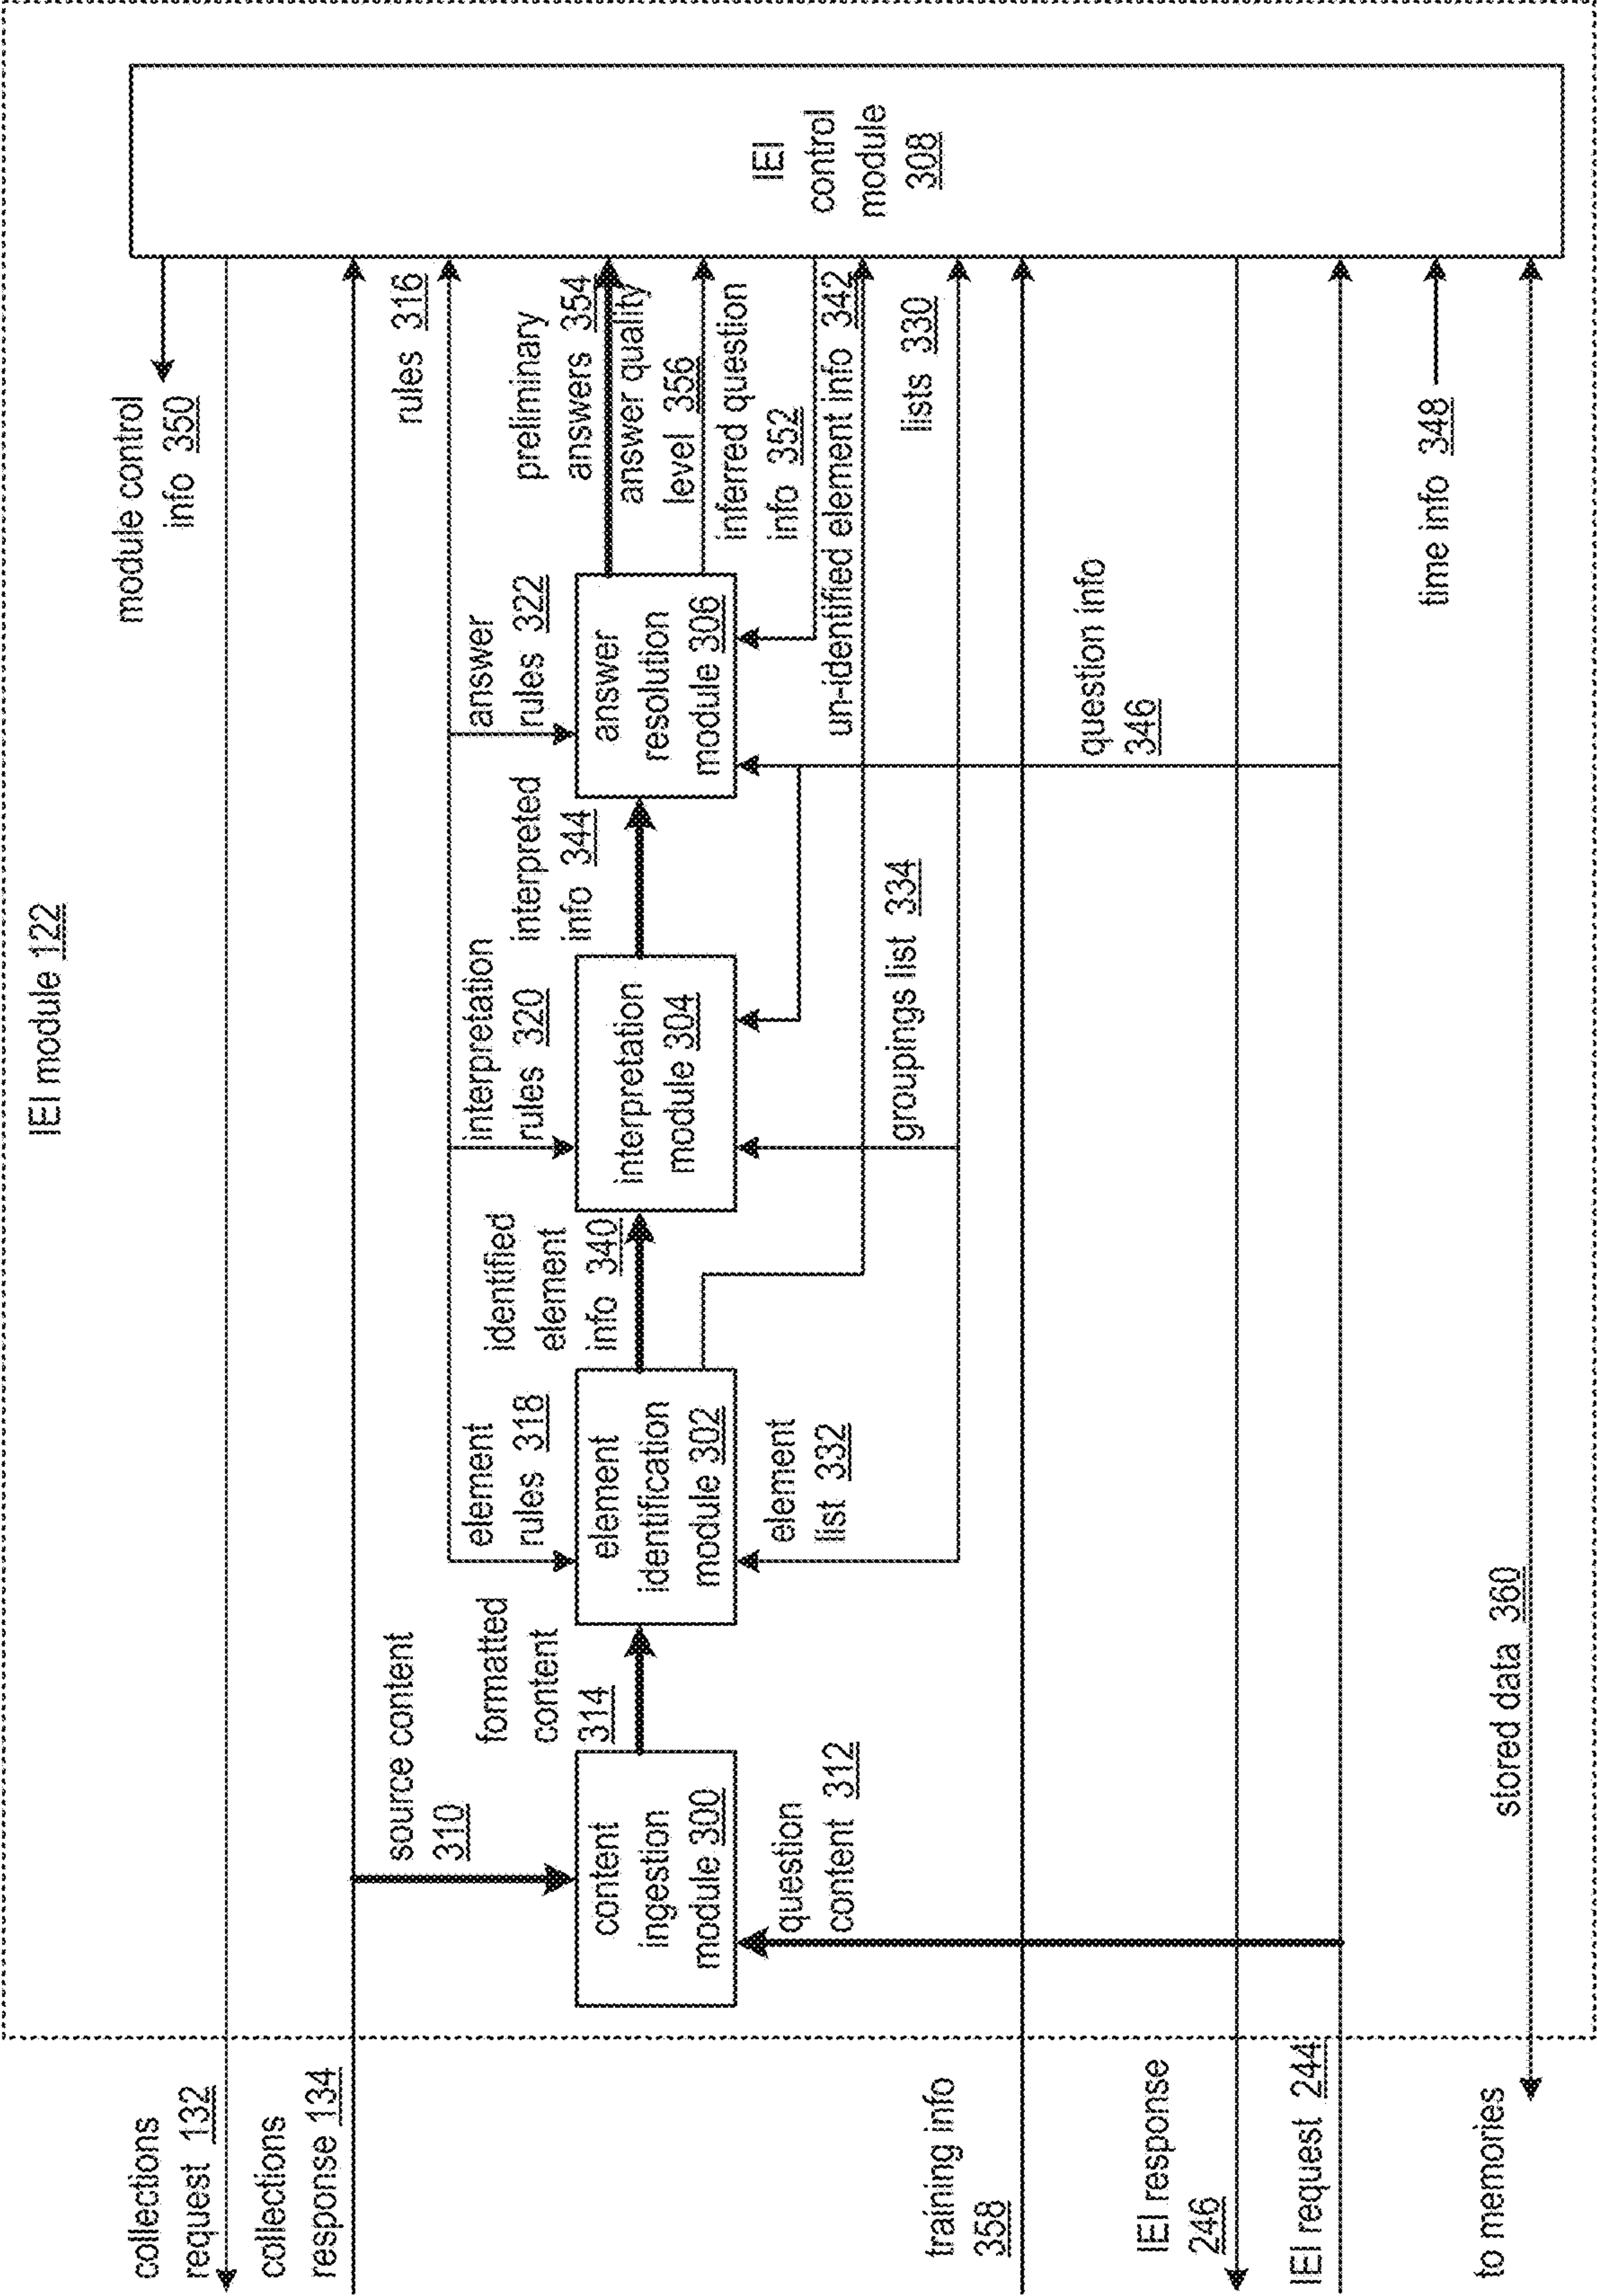 IEI module 122
collections
request 132
collections
response 134
module control
info 350
source content
310
rules 316
formatted
content
314
element
rules 318
identified
element
info 340
interpretation
rules 320
interpreted
info 344
answer
rules 322
preliminary
answers 354
answer quality
level 356
inferred question
info 352
un-identified element info 342
content
ingestion
module 300
element
identification
module 302
interpretation
module 304
answer
resolution
module 306
IEI
control
module
308
question
content 312
element
list 332
groupings list 334
lists 330
training info
358
question info
346
IEI response
246
IEI request 244
time info 348
stored data 360
to memories